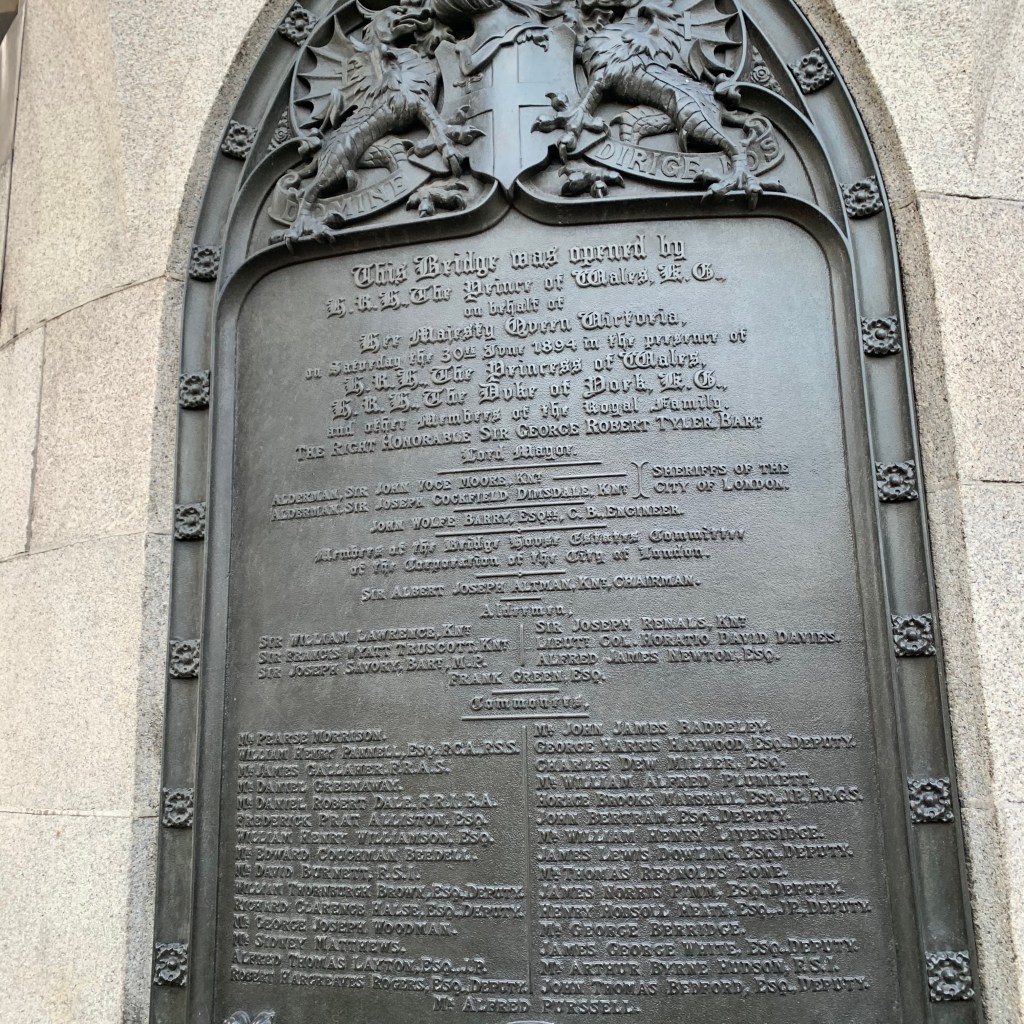 DOMINE DIRIGE NOS
This Bridge was opened by
H.R.H. The Prince of Wales, K.G.,
on behalf of
Her Majesty Qveen Victoria,
on Satvrday the 30th Jvne 1894 in the presence of
H.R.H. The Princess of Wales,
H.R.H. The Dvke of York, K.G.,
and other Members of the Royal Family.
THE RIGHT HONORABLE SIR GEORGE ROBERT TYLER BART
Lord Mayor.
ALDERMAN, SIR JOHN VOCE MOORE, KNT
ALDERMAN, SIR JOSEPH COCKFIELD DIMSDALE, KNT
SHERIFFS OF THE
CITY OF LONDON.
JOHN WOLFE BARRY, ESQRE, C.B. ENGINEER.
Members of the Bridge House Estates Committee
of the Corporation of the City of London.
SIR ALBERT JOSEPH ALTMAN, KNT, CHAIRMAN.
Aldermen,
SIR WILLIAM LAWRENCE, KNT
SIR FRANCIS WYATT TRUSCOTT, KNT
SIR JOSEPH SAVORY, BART, M.P.
SIR JOSEPH RENALS, KNT
LIEUTT COL. HORATIO DAVID DAVIES.
ALFRED JAMES NEWTON, ESQ.
FRANK GREEN, ESQ.
Commoners,
MR PEARSE MORRISON.
WILLIAM HENRY PANNELL, ESQ. F.C.A., F.S.S.
MR JAMES GALLAHER, F.R.A.S.
MR DANIEL GREENAWAY.
MR DANIEL ROBERT DALE, F.R.I.B.A.
FREDERICK PRAT ALLISTON, ESQ.
WILLIAM HENRY WILLIAMSON, ESQ.
MR EDWARD COUCHMAN BEEDELL.
MR DAVID BURNETT, F.S.I.
WILLIAM THORNBURGH BROWN, ESQ. DEPUTY.
RICHARD CLARENCE HALSE, ESQ. DEPUTY.
MR GEORGE JOSEPH WOODMAN.
MR SIDNEY MATTHEWS.
ALFRED THOMAS LAYTON, ESQ. J.P.
ROBERT HARGREAVES ROGERS, ESQ. DEPUTY.
MR JOHN JAMES BADDELEY.
GEORGE HARRIS HAYWOOD, ESQ. DEPUTY.
CHARLES DEW MILLER, ESQ.
MR WILLIAM ALFRED PLUNKETT.
HORACE BROOKS MARSHALL, ESQ. J.P., F.R.G.S.
JOHN BERTRAM, ESQ. DEPUTY.
MR WILLIAM HENRY LIVERSIDGE.
JAMES LEWIS DOWLING, ESQ. DEPUTY.
MR THOMAS REYNOLDS BONE.
JAMES NORRIS PIMM, ESQ. DEPUTY.
HENRY HODSOLL HEATH, ESQ. J.P., DEPUTY.
MR GEORGE BERRIDGE.
JAMES GEORGE WHITE, ESQ. DEPUTY.
MR ARTHUR BYRNE HUDSON, F.S.I.
JOHN THOMAS BEDFORD, ESQ. DEPUTY.
MR ALFRED PURSSELL.